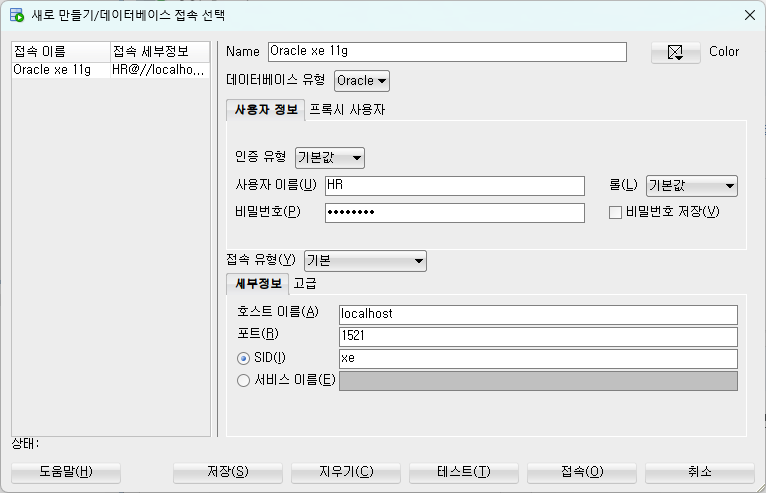 새로 만들기/데이터베이스 접속 선택
접속 이름 접속 세부정보
Oracle xe 11g HR@//localho,,,
Name Oracle xe 11g Color
데이터베이스 유형 Oracle
사용자 정보 프록시 사용자
인증 유형 기본값
사용자 이름(U) HR 롤(L) 기본값
비밀번호(P) •••••••• 비밀번호 저장(V)
접속 유형(Y) 기본
세부정보 고급
호스트 이름(A) localhost
포트(R) 1521
SID(I) xe
서비스 이름(E)
상태:
도움말(H) 저장(S) 지우기(C) 테스트(T) 접속(O) 취소